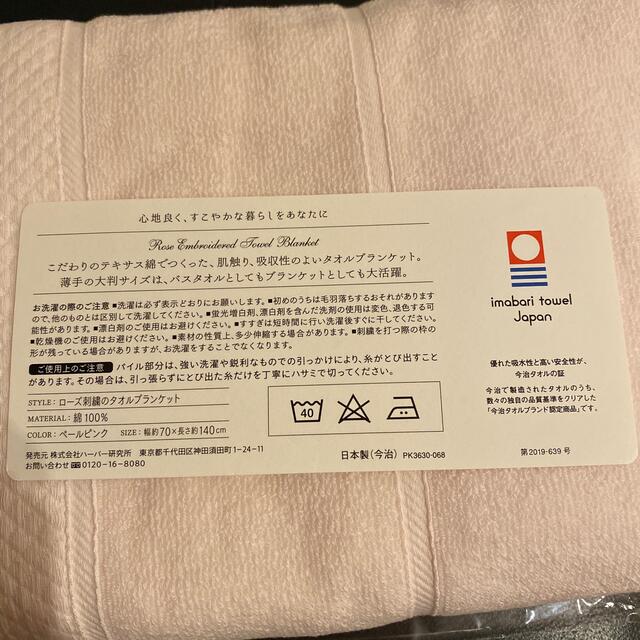 心地良く、すこやかな暮らしをあなたに
Rose Embroidered Towel Blanket
こだわりのテキサス綿でつくった、肌触り、吸収性のよいタオルブランケット。
薄手の大判サイズは、バスタオルとしてもブランケットとしても大活躍。
お洗濯の際のご注意 ■洗濯は必ず表示どおりにお願いします。■初めのうちは毛羽落ちするおそれがありますので、
ので、他のものとは区別して洗濯してください。■蛍光増白剤、漂白剤を含んだ洗剤の使用は変色、退色する可
能性があります。■漂白剤のご使用はお避けください。■すすぎは短時間に行い洗濯後すぐに干してください。
■乾燥機のご使用はお避けください。■素材の性質上、多少伸縮する場合があります。■刺繍を打つ際の枠の
形が残っている場合がありますが、お洗濯をすることでなくなります。
ご使用上のご注意 パイル部分は、強い洗濯や鋭利なものでの引っかけにより、糸がとび出すこと
があります。その場合は、引っ張らずにとび出た糸だけを丁寧にハサミで切ってください。
STYLE: ローズ刺繍のタオルブランケット
MATERIAL: 綿100%
COLOR: ペールピンク SIZE: 幅約70×長さ約140cm
40
発売元 株式会社ハーバー研究所 東京都千代田区神田須田町1-24-11
お問い合わせ 0120-16-8080
日本製(今治) PK3630-068
imabari towel
Japan
優れた吸水性と高い安全性が、
今治タオルの証
今治で製造されたタオルのうち、
数々の独自の品質基準をクリアした
「今治タオルブランド認定商品」です。
第2019-639号